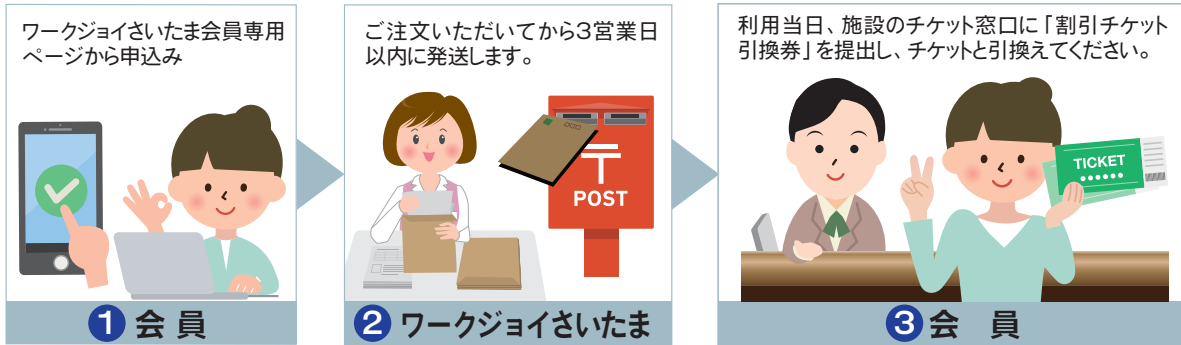 ワークジョイさいたま会員専用
ページから申込み
1 会員
ご注文いただいてから3営業日
以内に発送します。
〒
POST
2 ワークジョイさいたま
利用当日、施設のチケット窓口に「割引チケット
引換券」を提出し、チケットと引換えてください。
TICKET
3 会　員